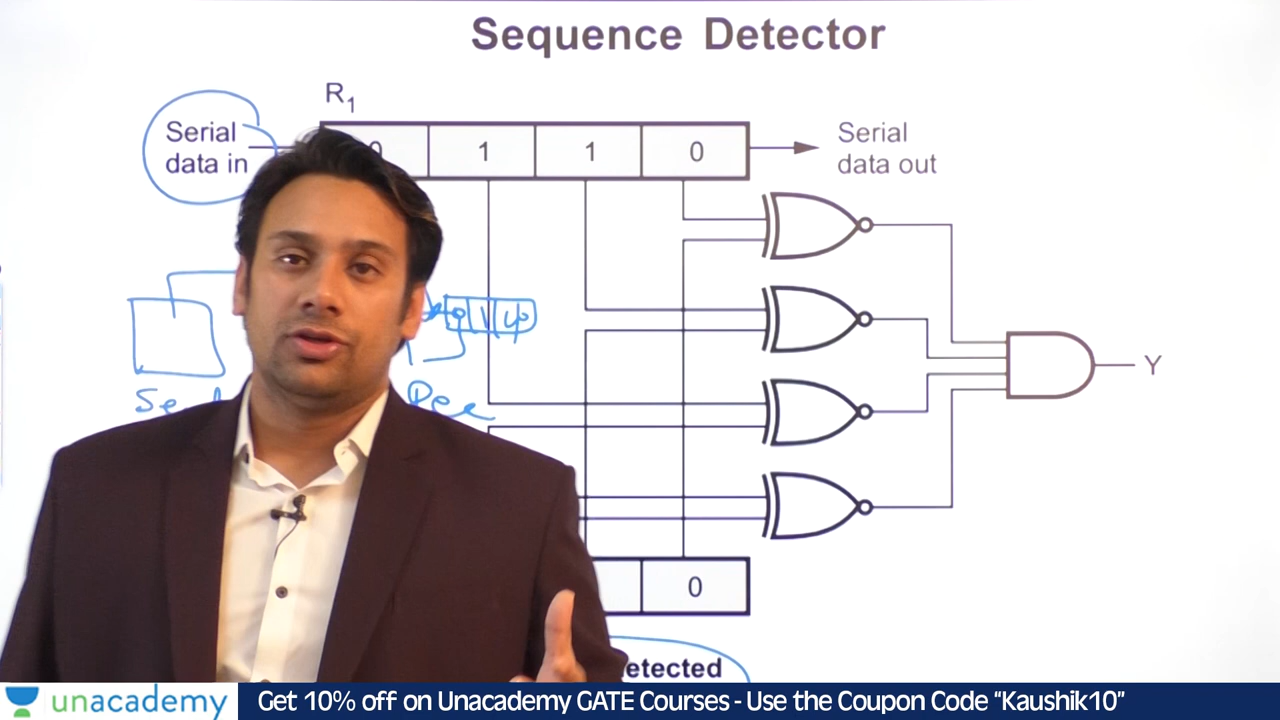 Sequence Detector
R1
Serial
data in
0 1 1 0
Serial
data out
Y
0
etected
unacademy
Get 10% off on Unacademy GATE Courses - Use the Coupon Code “Kaushik10”